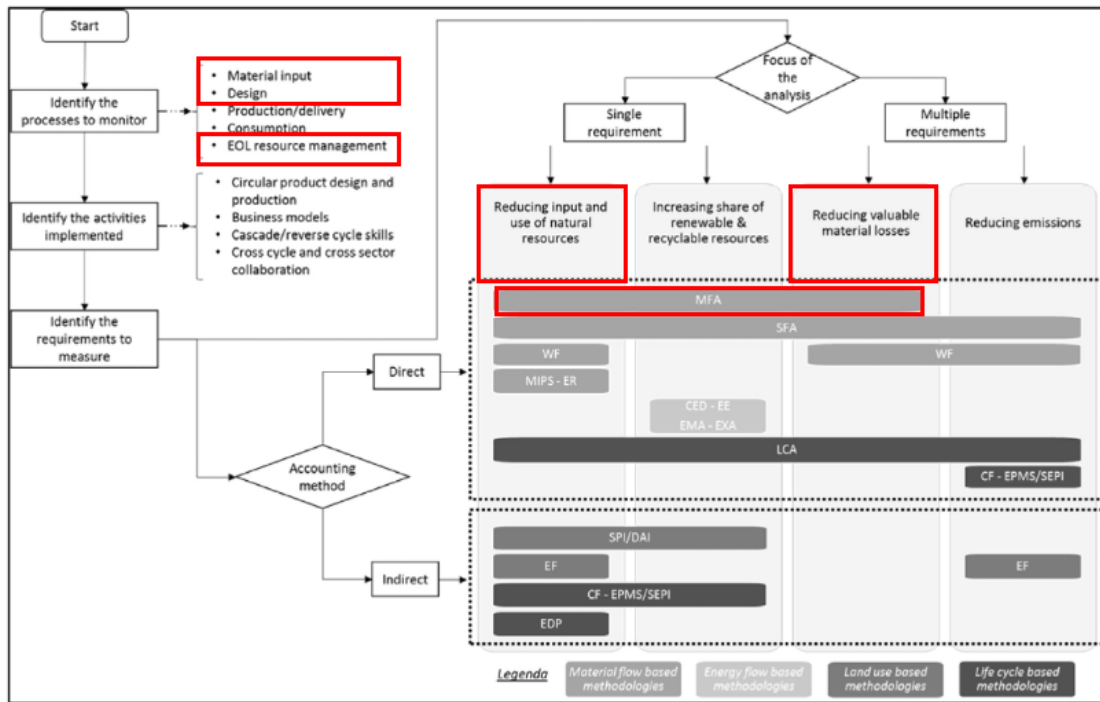 Start
Identify the
processes to monitor
• Material input
• Design
• Production/delivery
• Consumption
• EOL resource management
Identify the activities
implemented
• Circular product design and
production
• Business models
• Cascade/reverse cycle skills
• Cross cycle and cross sector
collaboration
Identify the
requirements to
measure
Accounting
method
Direct
Indirect
Focus of
the
analysis
Single
requirement
Multiple
requirements
Reducing input and
use of natural
resources
Increasing share of
renewable &
recyclable resources
Reducing valuable
material losses
Reducing emissions
MFA
SFA
WF
WF
MIPS - ER
CED - EE
EMA - EXA
LCA
CF - EPMS/SEPI
SPI/DAI
EF
EF
CF - EPMS/SEPI
EDP
Legenda
Material flow based
methodologies
Energy flow based
methodologies
Land use based
methodologies
Life cycle based
methodologies